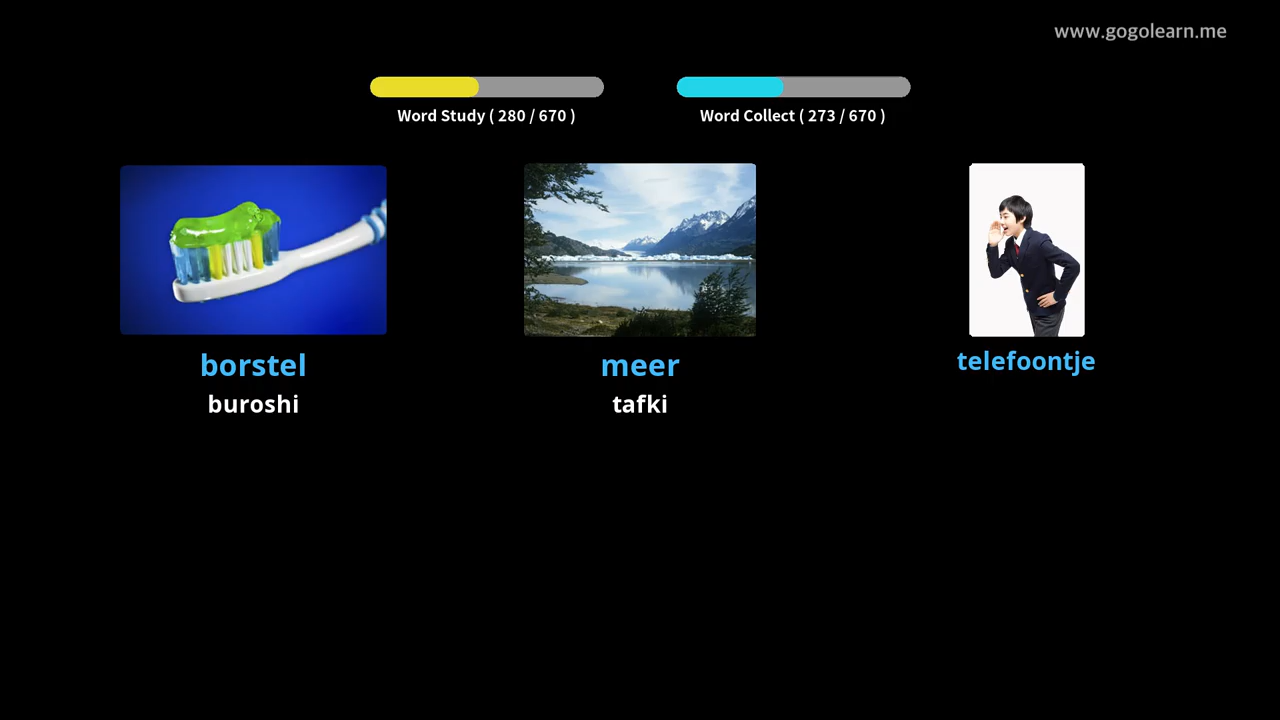 www.gogolearn.me
Word Study ( 280 / 670 )
Word Collect ( 273 / 670 )
borstel
buroshi
meer
tafki
telefoontje